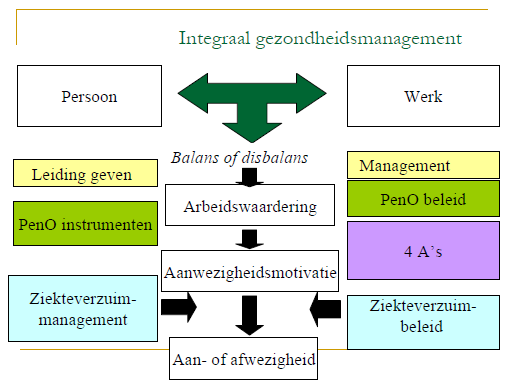 Integraal gezondheidsmanagement
Persoon
Werk
Balans of disbalans
Leiding geven
Management
Arbeidswaardering
PenO beleid
PenO instrumenten
4 A's
Aanwezigheidsmotivatie
Ziekteverzuim-
management
Ziekteverzuim-
beleid
Aan- of afwezigheid